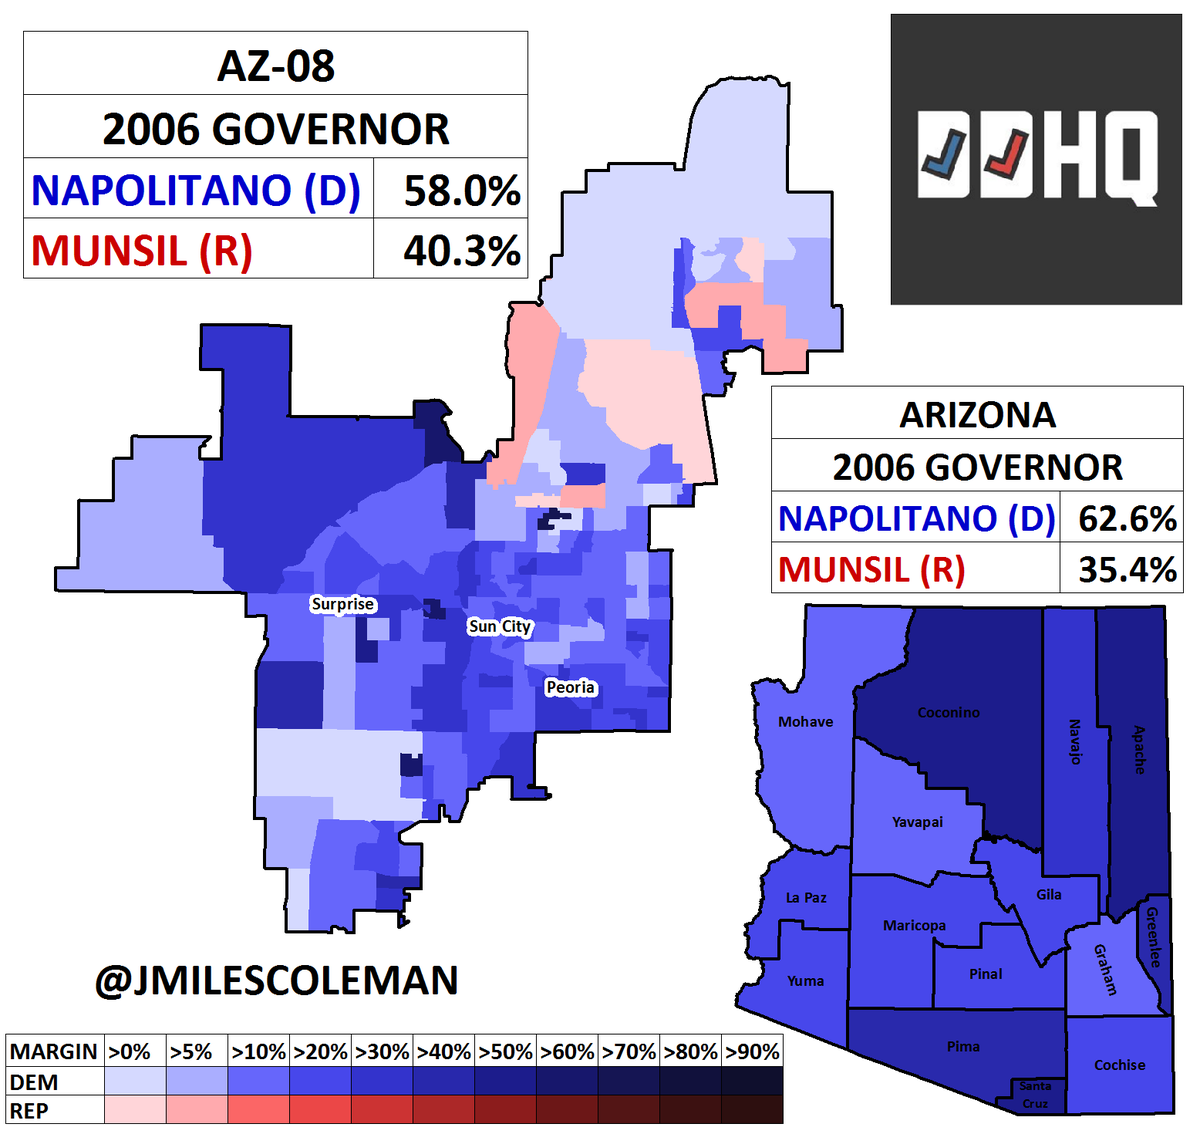 AZ-08
2006 GOVERNOR
NAPOLITANO (D) 58.0%
MUNSIL (R) 40.3%
DDHQ
ARIZONA
2006 GOVERNOR
NAPOLITANO (D) 62.6%
MUNSIL (R) 35.4%
Surprise
Sun City
Peoria
Mohave
Coconino
Navajo
Apache
Yavapai
La Paz
Gila
Maricopa
Greenlee
Graham
Yuma
Pinal
Pima
Cochise
Santa
Cruz
@JMILESCOLEMAN
MARGIN >0% >5% >10% >20% >30% >40% >50% >60% >70% >80% >90%
DEM
REP